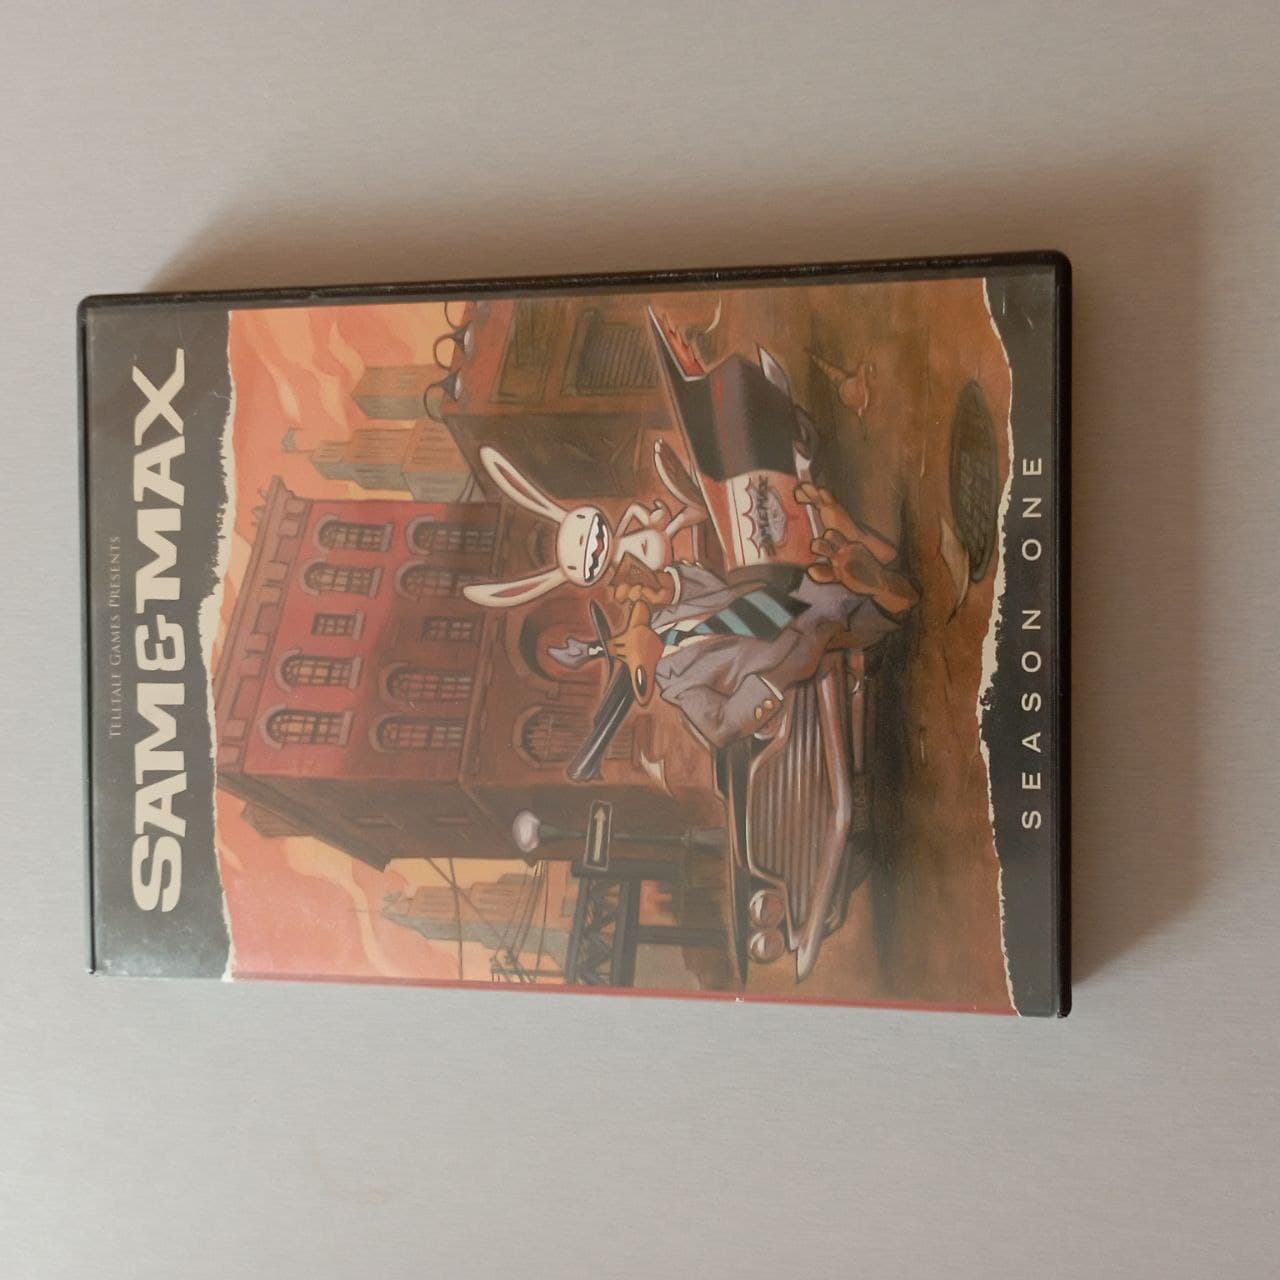 TELLTALE GAMES PRESENTS
SAM & MAX
SEASON ONE